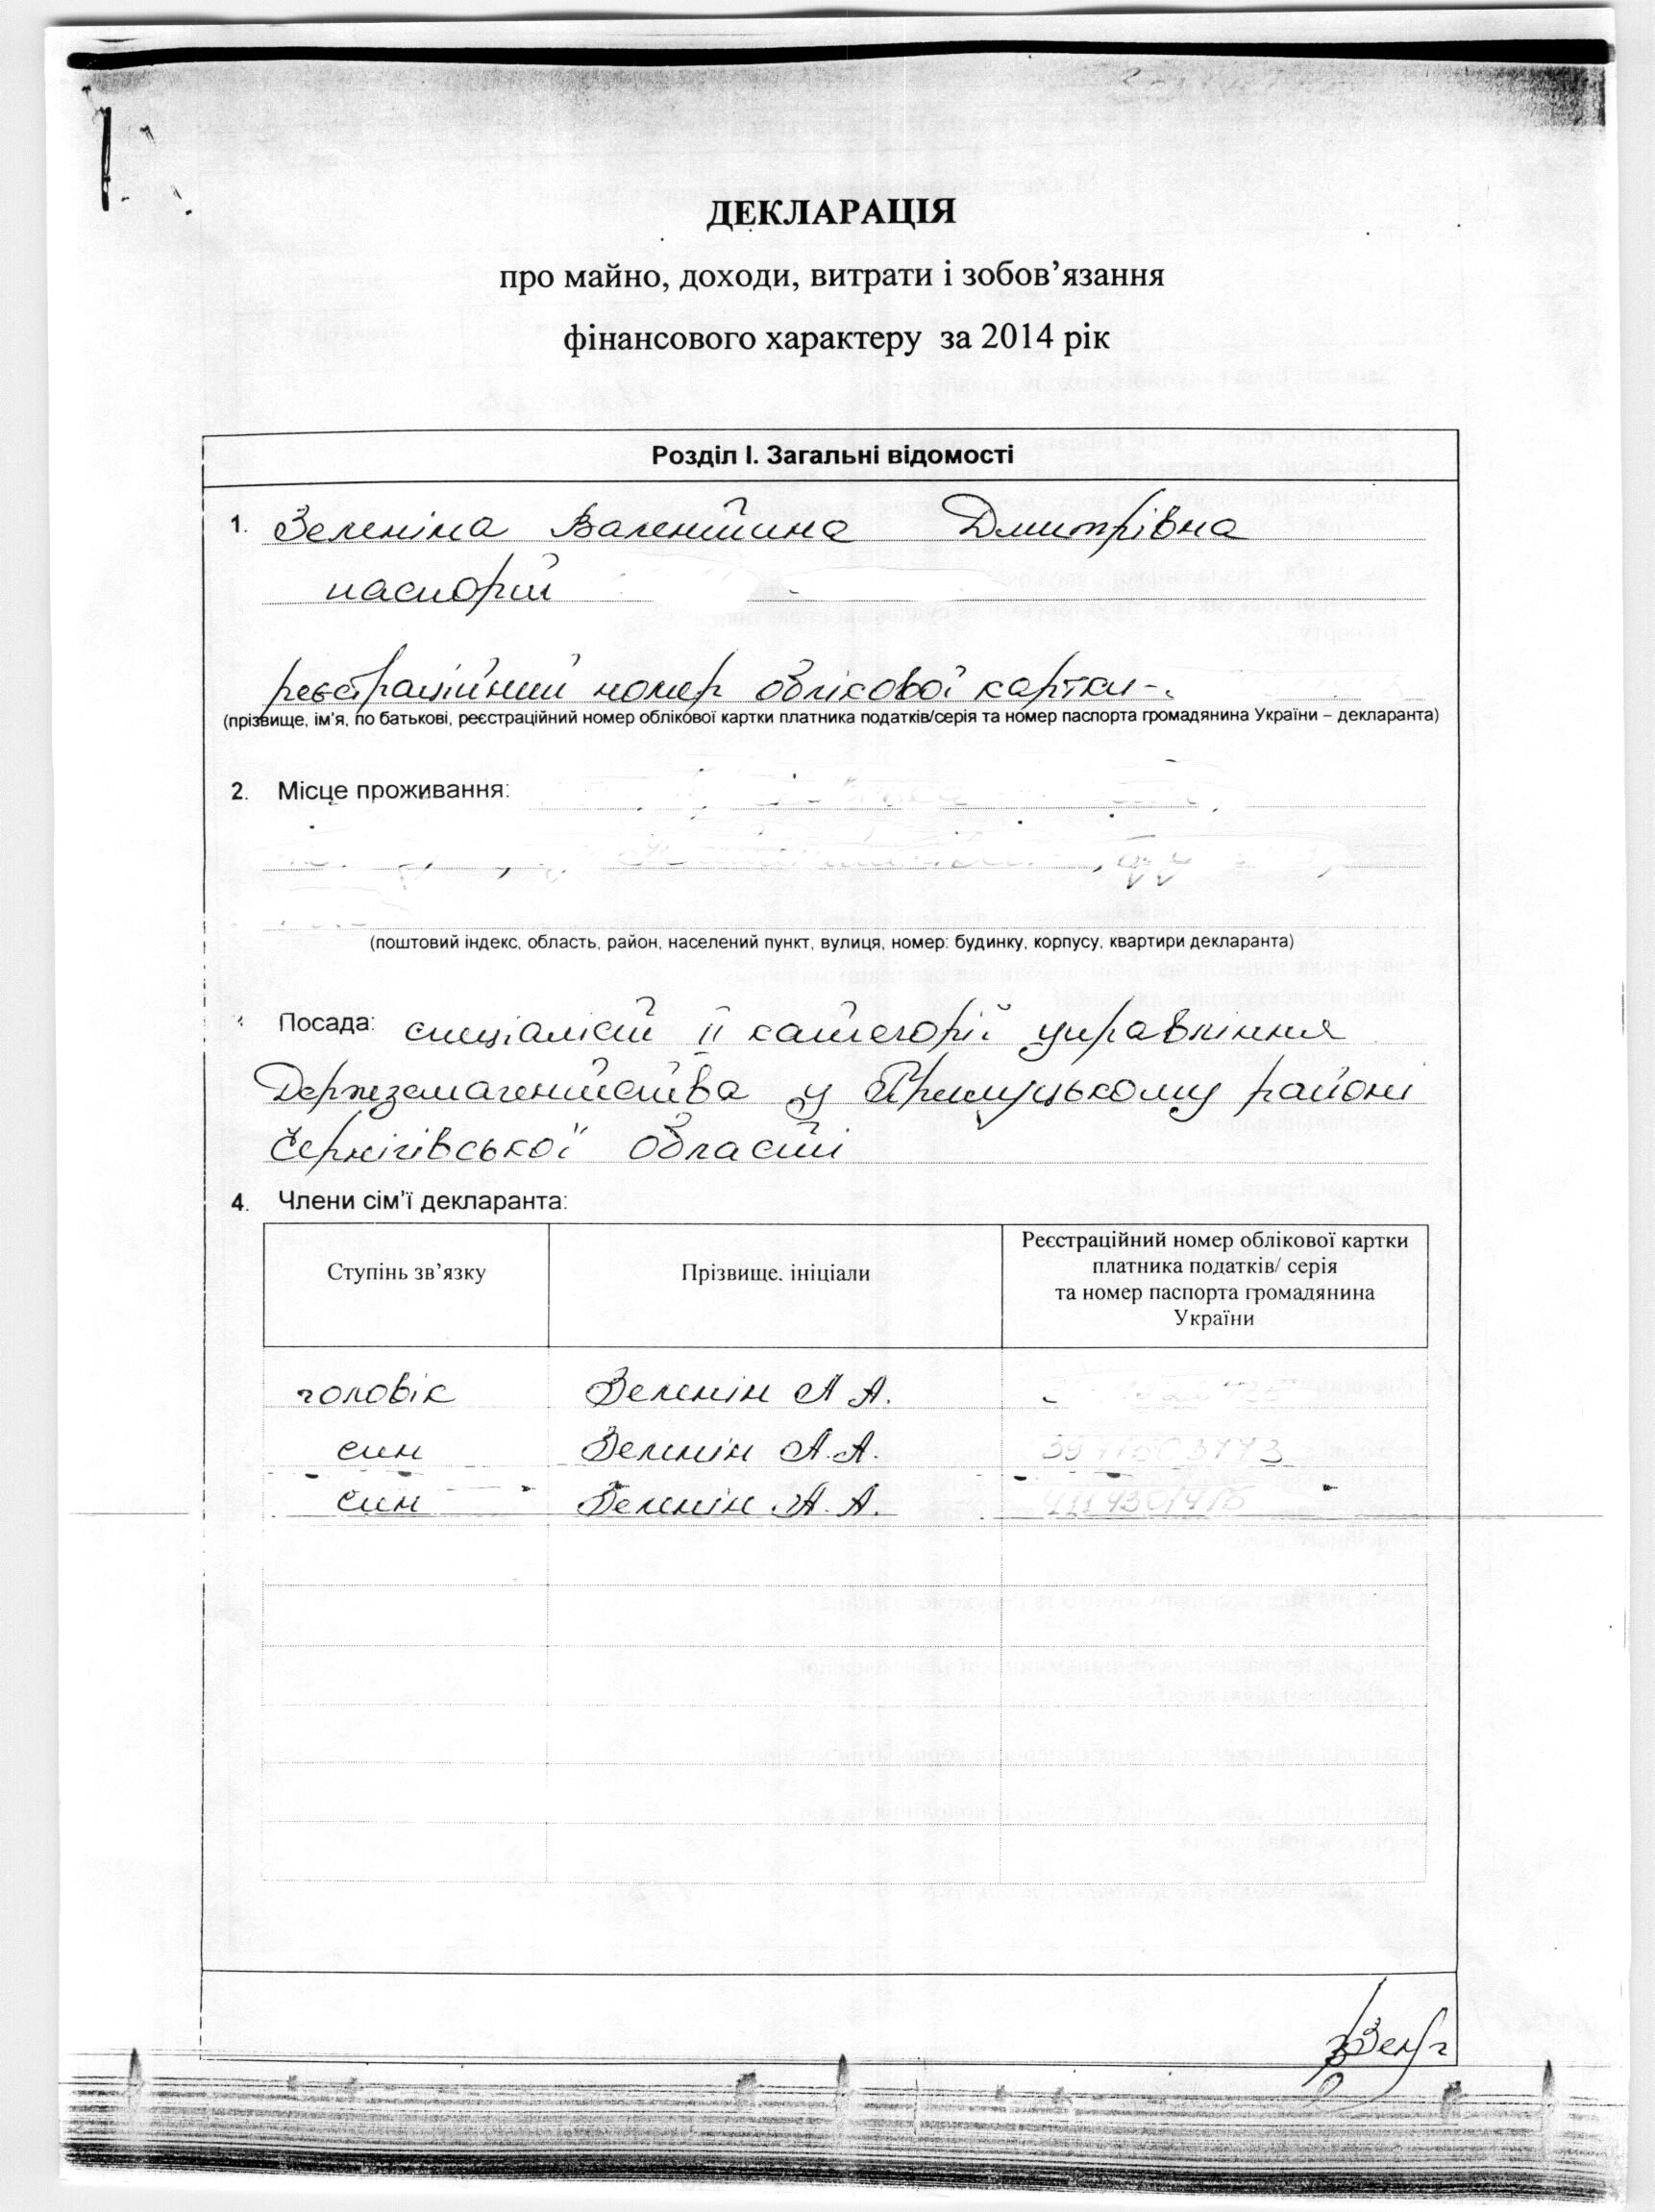 ДЕКЛАРАЦІЯ
про майно, доходи, витрати і зобов’язання
фінансового характеру за 2014 рік
Розділ І. Загальні відомості
1. Зеленіна Валентина Дмитрівна
паспорт
реєстраційний номер облікової картки -
(прізвище, ім’я, по батькові, реєстраційний номер облікової картки платника податків/серія та номер паспорта громадянина України – декларанта)
2. Місце проживання:
(поштовий індекс, область, район, населений пункт, вулиця, номер: будинку, корпусу, квартири декларанта)
Посада: спеціаліст ІІ категорії управління
Держземагентства у Прилуцькому районі
Чернігівської області
4. Члени сім’ї декларанта:
Ступінь зв’язку
Прізвище, ініціали
Реєстраційний номер облікової картки
платника податків/ серія
та номер паспорта громадянина
України
чоловік Зеленін А А.
син Зеленін А.А.
син Зеленін А.А.